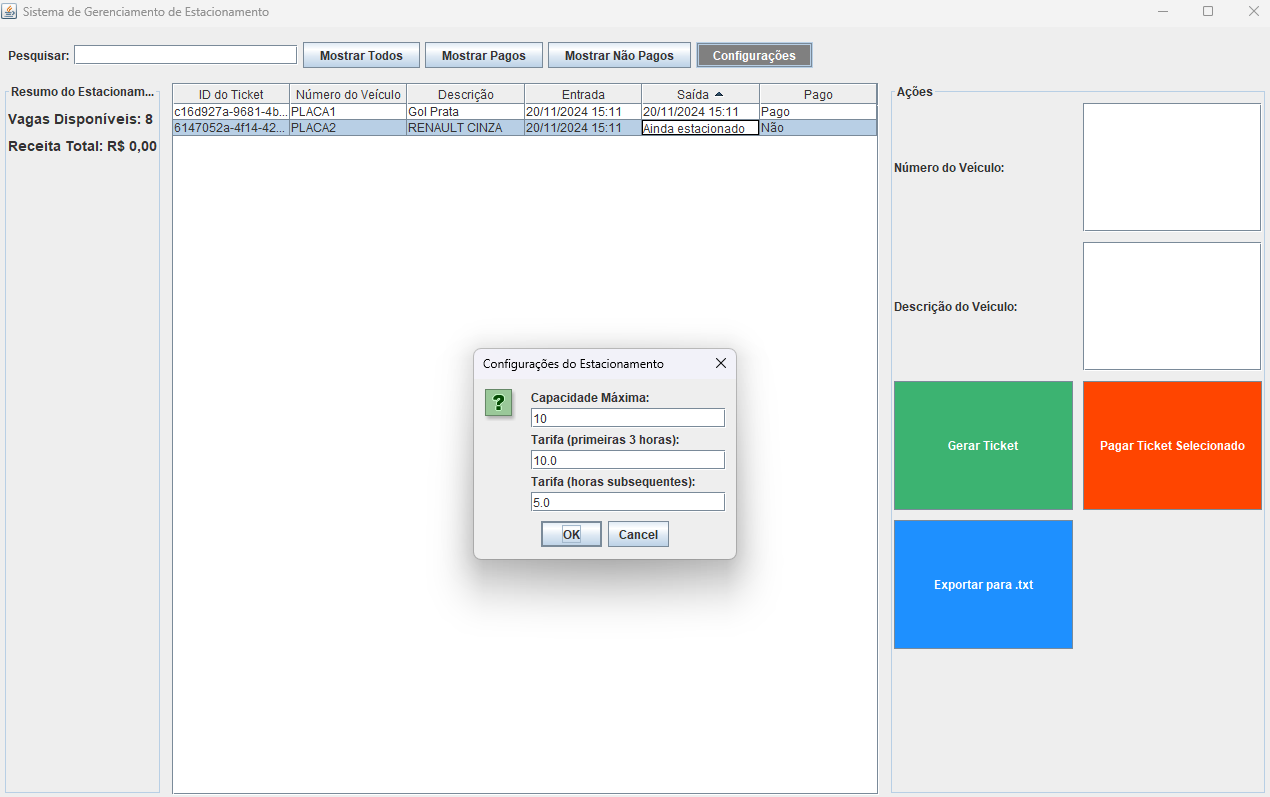 Sistema de Gerenciamento de Estacionamento
Pesquisar:
Mostrar Todos
Mostrar Pagos
Mostrar Não Pagos
Configurações
Resumo do Estacionam...
Vagas Disponíveis: 8
Receita Total: R$ 0,00
ID do Ticket Número do Veículo Descrição Entrada Saída Pago
c16d927a-9681-4b... PLACA1 Gol Prata 20/11/2024 15:11 20/11/2024 15:11 Pago
6147052a-4f14-42... PLACA2 RENAULT CINZA 20/11/2024 15:11 Ainda estacionado Não
Configurações do Estacionamento
?
Capacidade Máxima:
10
Tarifa (primeiras 3 horas):
10.0
Tarifa (horas subsequentes):
5.0
OK Cancel
Ações
Número do Veículo:
Descrição do Veículo:
Gerar Ticket
Pagar Ticket Selecionado
Exportar para .txt